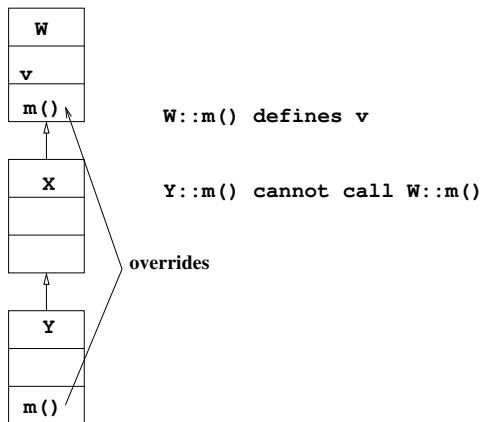 W
v
m()
W::m() defines v
X
Y::m() cannot call W::m()
overrides
Y
m()